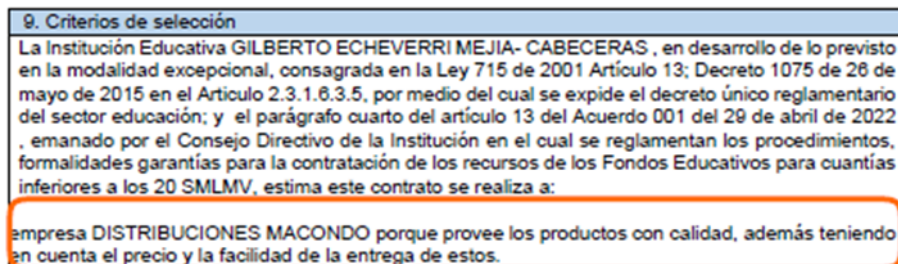 9. Criterios de selección
La Institución Educativa GILBERTO ECHEVERRI MEJIA- CABECERAS , en desarrollo de lo previsto
en la modalidad excepcional, consagrada en la Ley 715 de 2001 Artículo 13; Decreto 1075 de 26 de
mayo de 2015 en el Articulo 2.3.1.6.3.5, por medio del cual se expide el decreto único reglamentario
del sector educación; y el parágrafo cuarto del artículo 13 del Acuerdo 001 del 29 de abril de 2022
, emanado por el Consejo Directivo de la Institución en el cual se reglamentan los procedimientos,
formalidades garantías para la contratación de los recursos de los Fondos Educativos para cuantías
inferiores a los 20 SMLMV, estima este contrato se realiza a:
empresa DISTRIBUCIONES MACONDO porque provee los productos con calidad, además teniendo
en cuenta el precio y la facilidad de la entrega de estos.